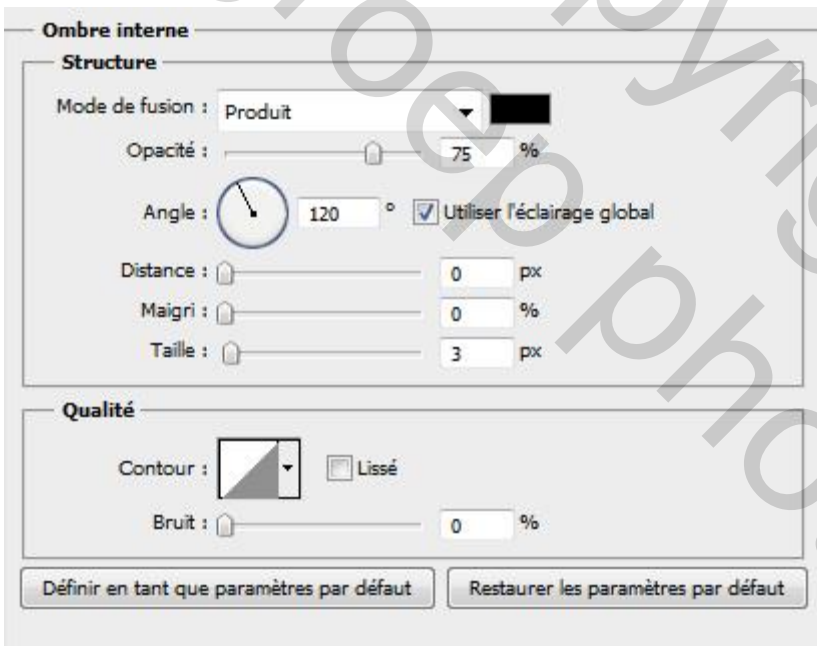 Ombre interne
Structure
Mode de fusion : Produit
Opacité : 75 %
Angle : 120 ° Utiliser l'éclairage global
Distance : 0 px
Maigri : 0 %
Taille : 3 px
Qualité
Contour : Lissé
Bruit : 0 %
Définir en tant que paramètres par défaut Restaurer les paramètres par défaut